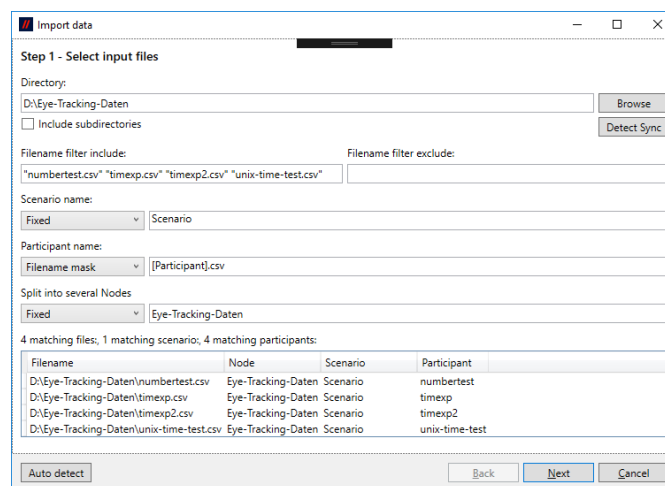 Import data
Step 1 - Select input files
Directory:
D:\Eye-Tracking-Daten
Browse
Include subdirectories
Detect Sync
Filename filter include:
Filename filter exclude:
"numbertest.csv" "timexp.csv" "timexp2.csv" "unix-time-test.csv"
Scenario name:
Fixed
Scenario
Participant name:
Filename mask
[Participant].csv
Split into several Nodes
Fixed
Eye-Tracking-Daten
4 matching files;, 1 matching scenario:, 4 matching participants:
Filename Node Scenario Participant
D:\Eye-Tracking-Daten\numbertest.csv Eye-Tracking-Daten Scenario numbertest
D:\Eye-Tracking-Daten\timexp.csv Eye-Tracking-Daten Scenario timexp
D:\Eye-Tracking-Daten\timexp2.csv Eye-Tracking-Daten Scenario timexp2
D:\Eye-Tracking-Daten\unix-time-test.csv Eye-Tracking-Daten Scenario unix-time-test
Auto detect
Back
Next
Cancel